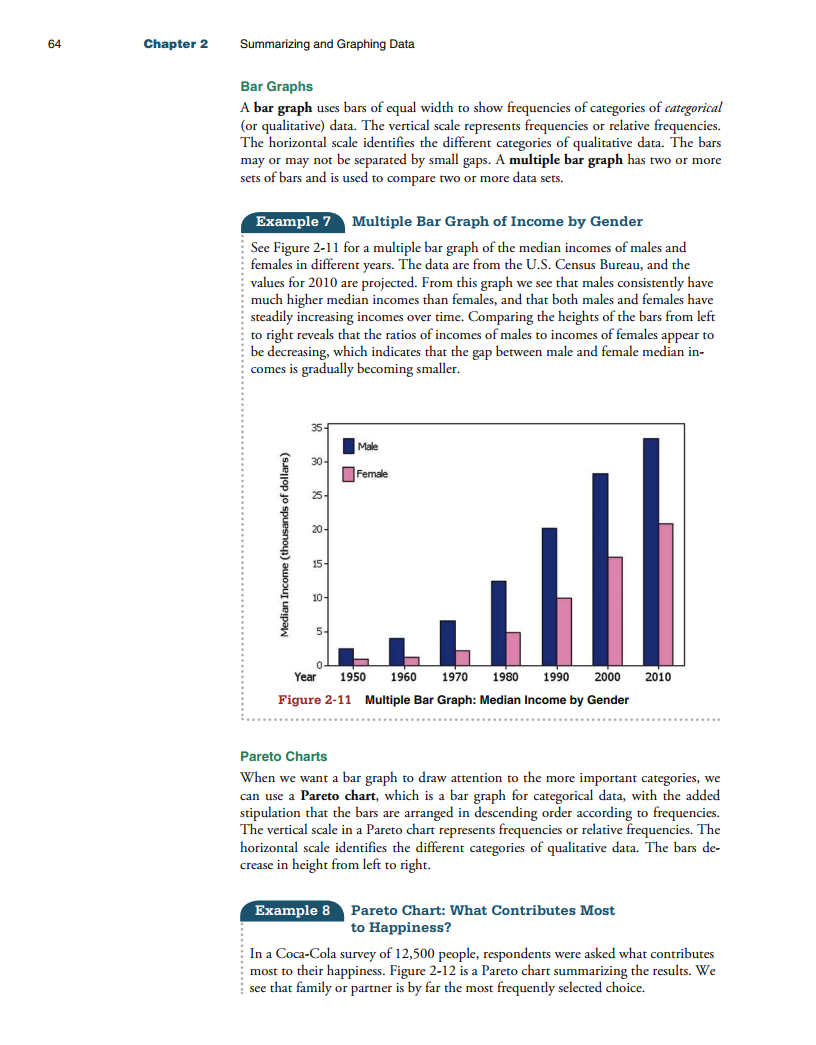 64 Chapter 2 Summarizing and Graphing Data
Bar Graphs
A bar graph uses bars of equal width to show frequencies of categories of categorical
(or qualitative) data. The vertical scale represents frequencies or relative frequencies.
The horizontal scale identifies the different categories of qualitative data. The bars
may or may not be separated by small gaps. A multiple bar graph has two or more
sets of bars and is used to compare two or more data sets.
Example 7 Multiple Bar Graph of Income by Gender
See Figure 2-11 for a multiple bar graph of the median incomes of males and
females in different years. The data are from the U.S. Census Bureau, and the
values for 2010 are projected. From this graph we see that males consistently have
much higher median incomes than females, and that both males and females have
steadily increasing incomes over time. Comparing the heights of the bars from left
to right reveals that the ratios of incomes of males to incomes of females appear to
be decreasing, which indicates that the gap between male and female median in-
comes is gradually becoming smaller.
Median Income (thousands of dollars)
35
30
25
20
15
10
5
0
Male
Female
Year 1950 1960 1970 1980 1990 2000 2010
Figure 2-11 Multiple Bar Graph: Median Income by Gender
Pareto Charts
When we want a bar graph to draw attention to the more important categories, we
can use a Pareto chart, which is a bar graph for categorical data, with the added
stipulation that the bars are arranged in descending order according to frequencies.
The vertical scale in a Pareto chart represents frequencies or relative frequencies. The
horizontal scale identifies the different categories of qualitative data. The bars de-
crease in height from left to right.
Example 8 Pareto Chart: What Contributes Most
to Happiness?
In a Coca-Cola survey of 12,500 people, respondents were asked what contributes
most to their happiness. Figure 2-12 is a Pareto chart summarizing the results. We
see that family or partner is by far the most frequently selected choice.